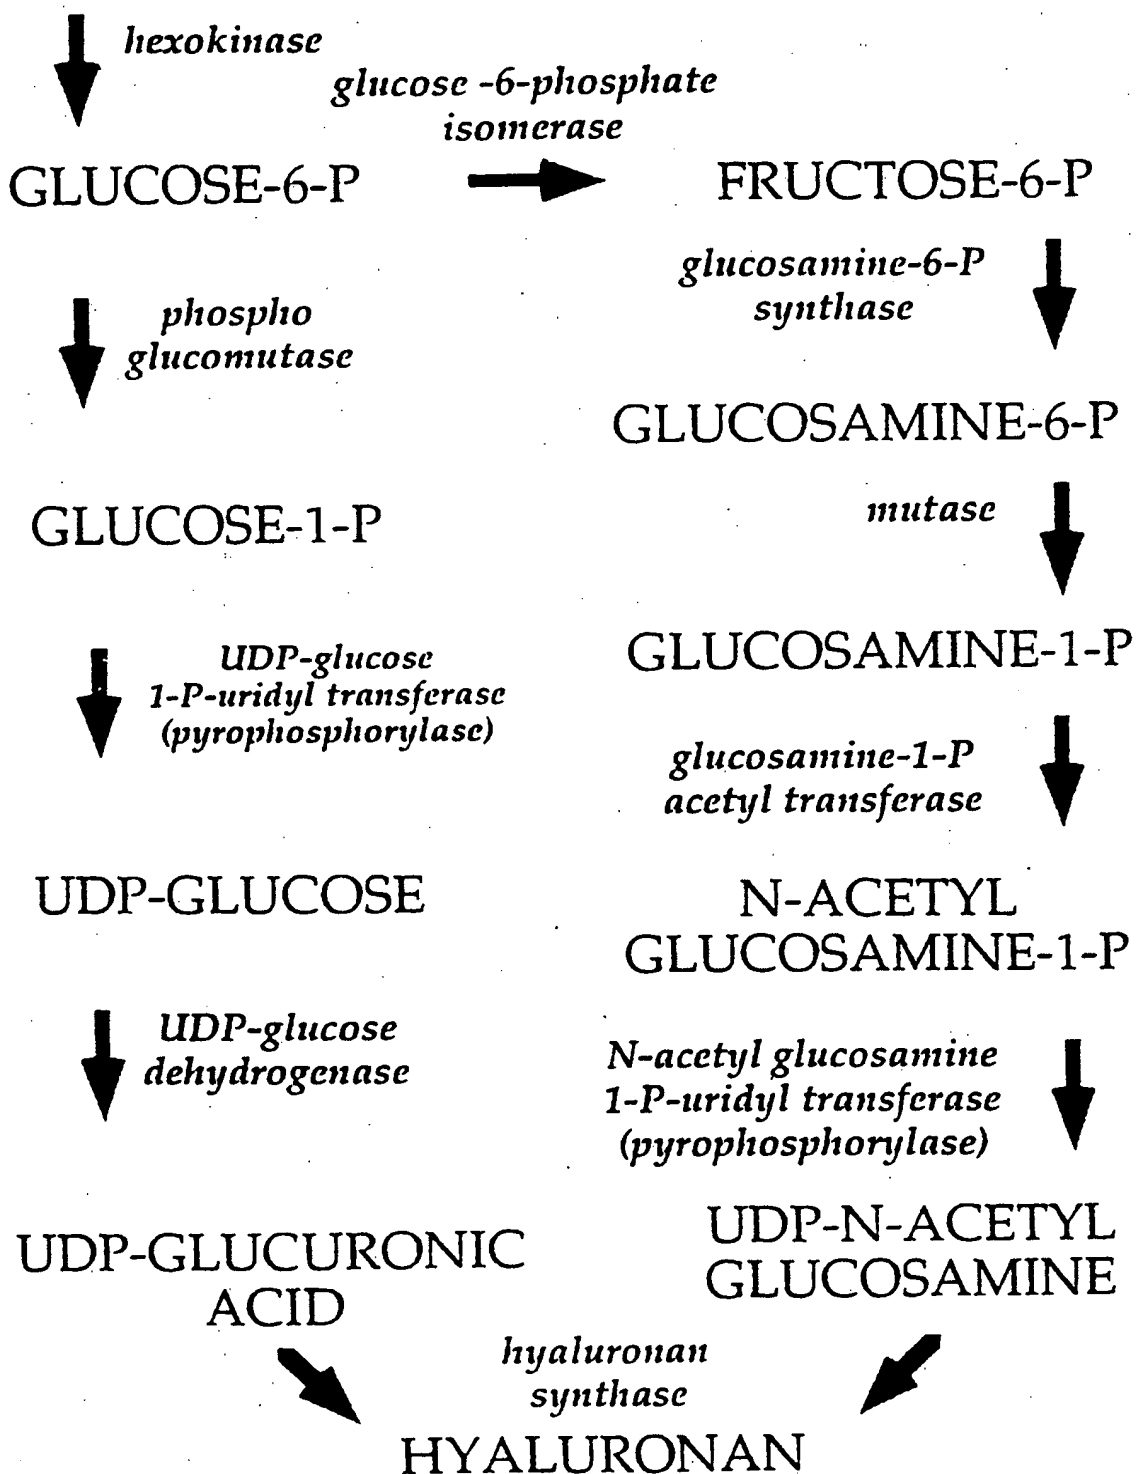 hexokinase
glucose -6-phosphate
isomerase
GLUCOSE-6-P
FRUCTOSE-6-P
glucosamine-6-P
synthase
phospho
glucomutase
GLUCOSAMINE-6-P
mutase
GLUCOSE-1-P
GLUCOSAMINE-1-P
UDP-glucose
1-P-uridyl transferase
(pyrophosphorylase)
glucosamine-1-P
acetyl transferase
UDP-GLUCOSE
N-ACETYL
GLUCOSAMINE-1-P
UDP-glucose
dehydrogenase
N-acetyl glucosamine
1-P-uridyl transferase
(pyrophosphorylase)
UDP-GLUCURONIC
ACID
UDP-N-ACETYL
GLUCOSAMINE
hyaluronan
synthase
HYALURONAN